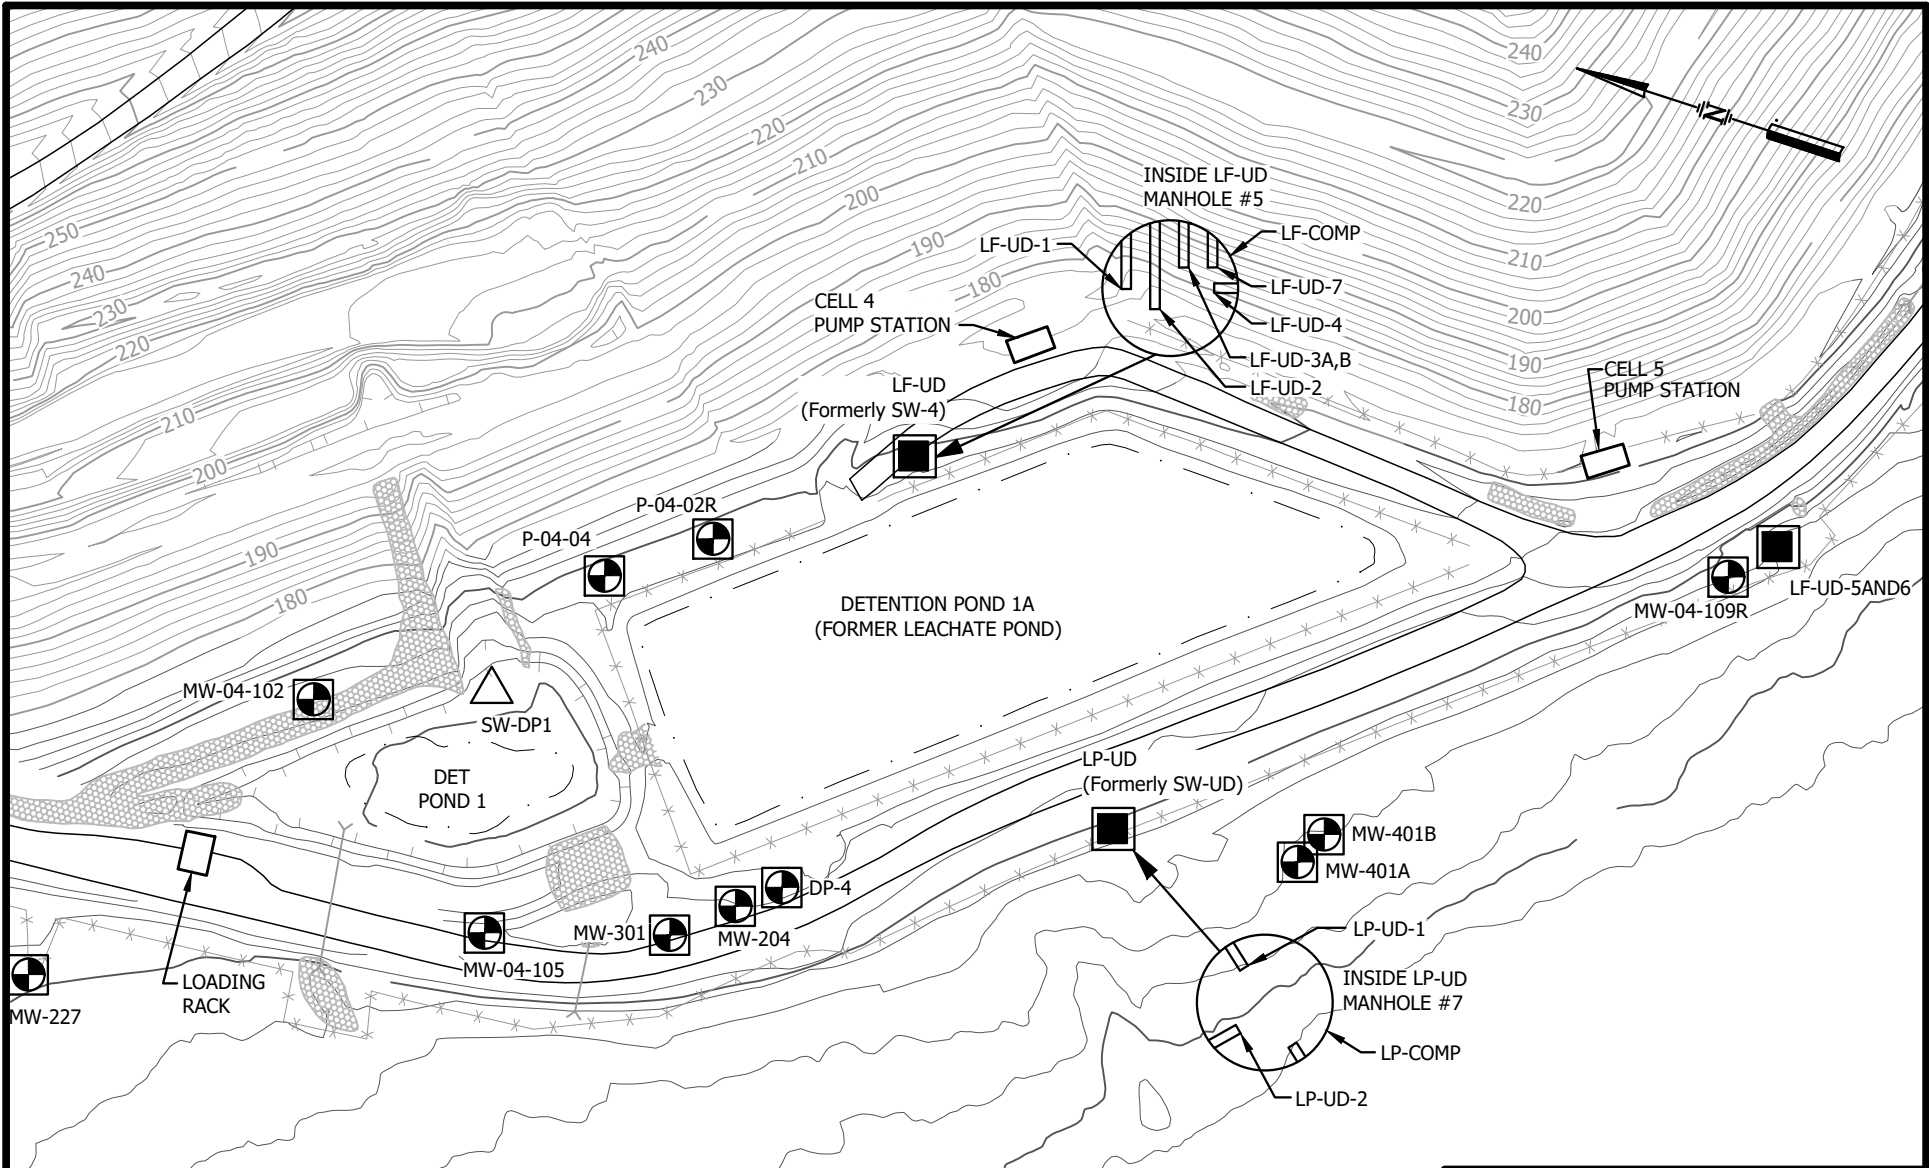 240
240
230
230
220
210
200
190
180
250
240
230
220
210
200
190
180
220
210
200
190
180
N
INSIDE LF-UD
MANHOLE #5
LF-COMP
LF-UD-1
LF-UD-7
LF-UD-4
LF-UD-3A,B
LF-UD-2
CELL 4
PUMP STATION
CELL 5
PUMP STATION
LF-UD
(Formerly SW-4)
P-04-02R
P-04-04
DETENTION POND 1A
(FORMER LEACHATE POND)
LF-UD-5AND6
MW-04-109R
MW-04-102
SW-DP1
DET
POND 1
LP-UD
(Formerly SW-UD)
MW-401B
MW-401A
DP-4
MW-204
MW-301
MW-04-105
LOADING
RACK
MW-227
LP-UD-1
INSIDE LP-UD
MANHOLE #7
LP-COMP
LP-UD-2